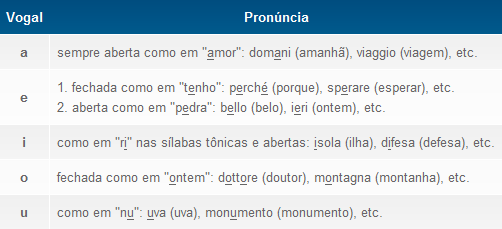 Vogal Pronúncia
a sempre aberta como em "amor": domani (amanhã), viaggio (viagem), etc.
e 1. fechada como em "tenho": perché (porque), sperare (esperar), etc.
2. aberta como em "pedra": bello (belo), ieri (ontem), etc.
i como em "ri" nas sílabas tônicas e abertas: isola (ilha), difesa (defesa), etc.
o fechada como em "ontem": dottore (doutor), montagna (montanha), etc.
u como em "nu": uva (uva), monumento (monumento), etc.